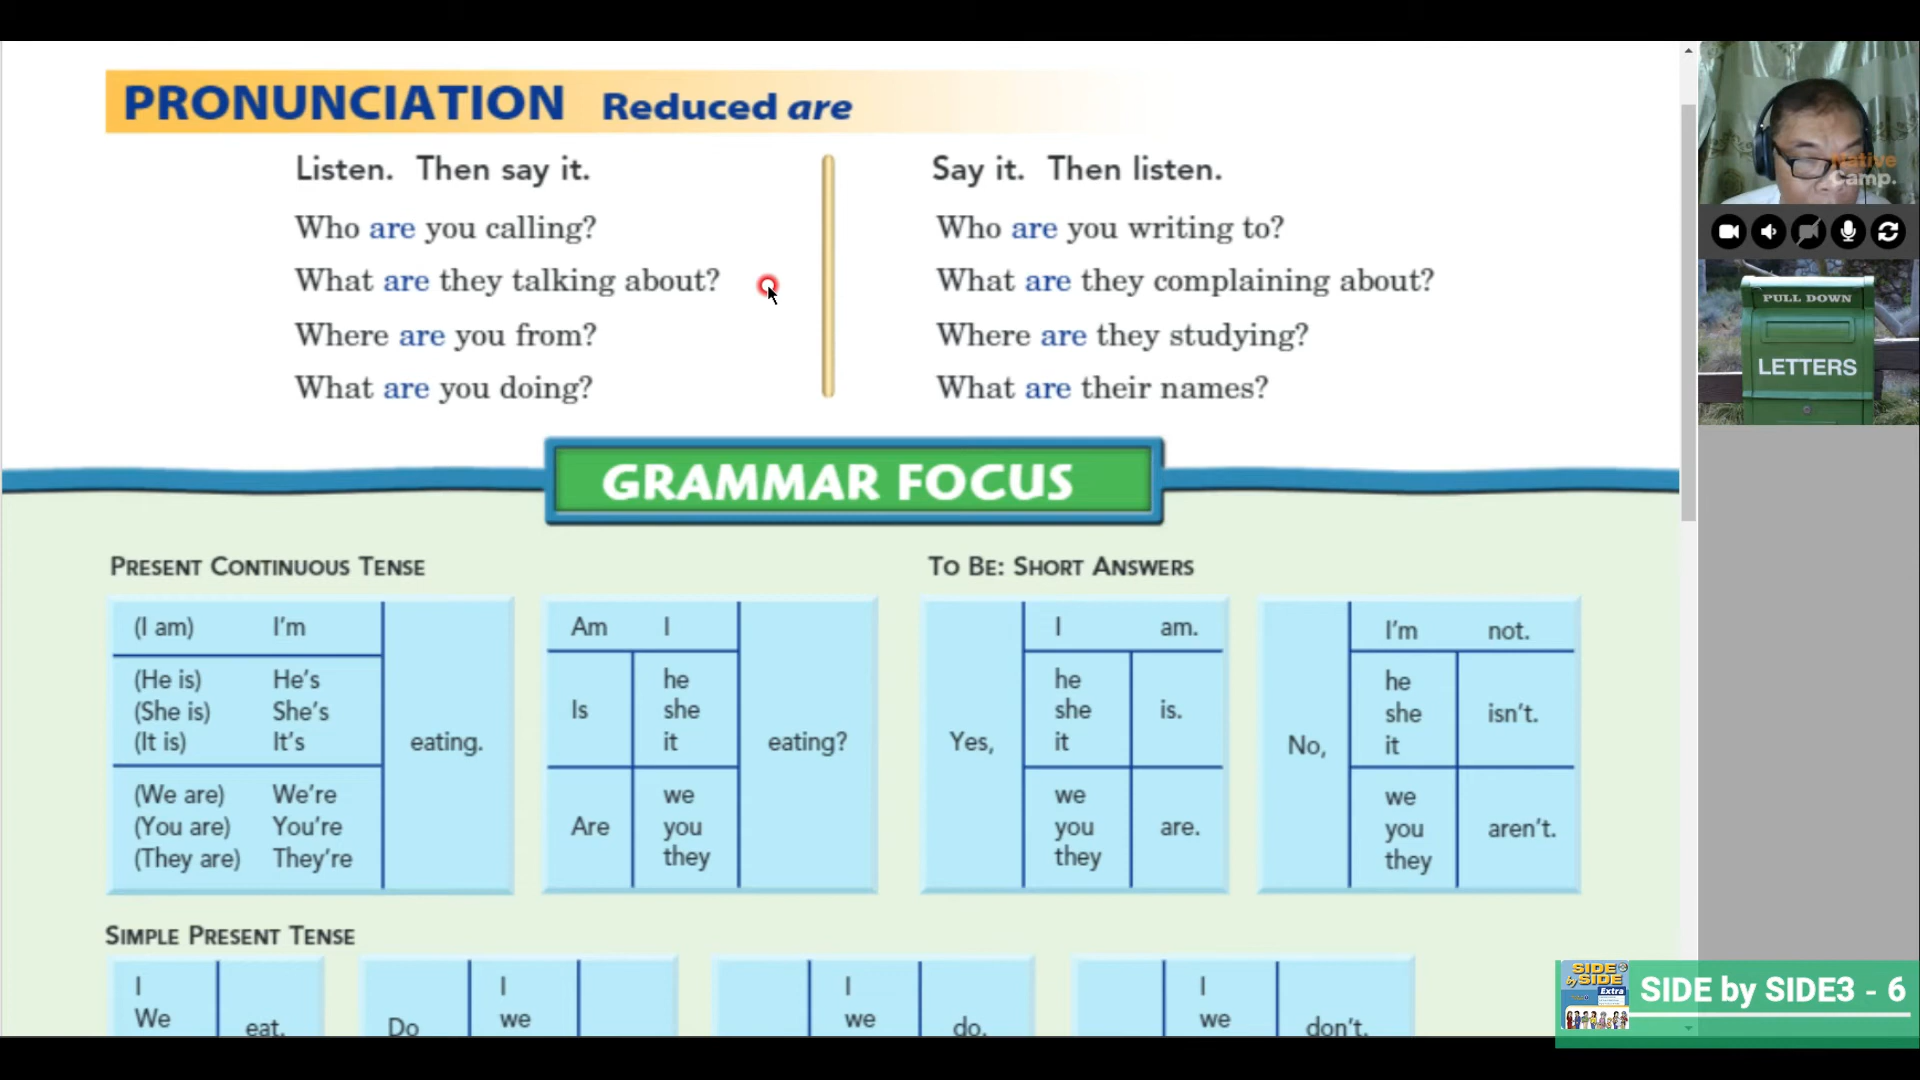 PRONUNCIATION Reduced are
Listen. Then say it.
Who are you calling?
What are they talking about?
Where are you from?
What are you doing?
Say it. Then listen.
Who are you writing to?
What are they complaining about?
Where are they studying?
What are their names?
GRAMMAR FOCUS
PRESENT CONTINUOUS TENSE
(I am) I'm
(He is) He's
(She is) She's
(It is) It's
(We are) We're
(You are) You're
(They are) They're
eating.
Am I
Is
he
she
it
Are
we
you
they
eating?
TO BE: SHORT ANSWERS
Yes,
I am.
he
she
it
is.
we
you
they
are.
No,
I'm not.
he
she
it
isn't.
we
you
they
aren't.
SIMPLE PRESENT TENSE
I
We
eat.
Do
I
we
I
we
do.
I
we
don't.
Native
Camp.
PULL DOWN
LETTERS
SIDE
by SIDE
Extra
SIDE by SIDE3 - 6